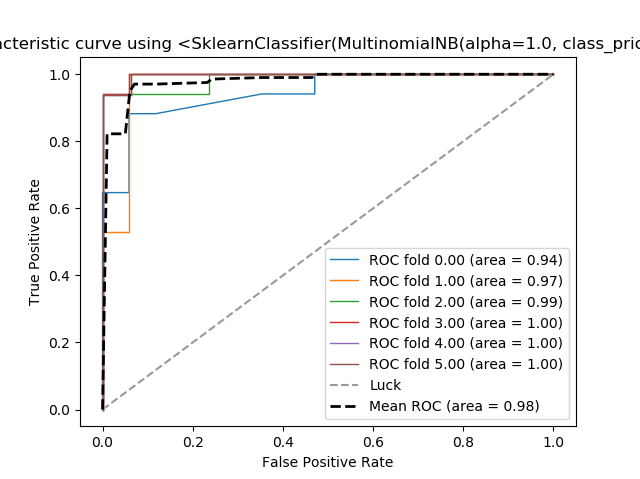 acteristic curve using <SklearnClassifier(MultinomialNB(alpha=1.0, class_prio
1.0
0.8
0.6
0.4
0.2
0.0
True Positive Rate
0.0 0.2 0.4 0.6 0.8 1.0
False Positive Rate
ROC fold 0.00 (area = 0.94)
ROC fold 1.00 (area = 0.97)
ROC fold 2.00 (area = 0.99)
ROC fold 3.00 (area = 1.00)
ROC fold 4.00 (area = 1.00)
ROC fold 5.00 (area = 1.00)
Luck
Mean ROC (area = 0.98)